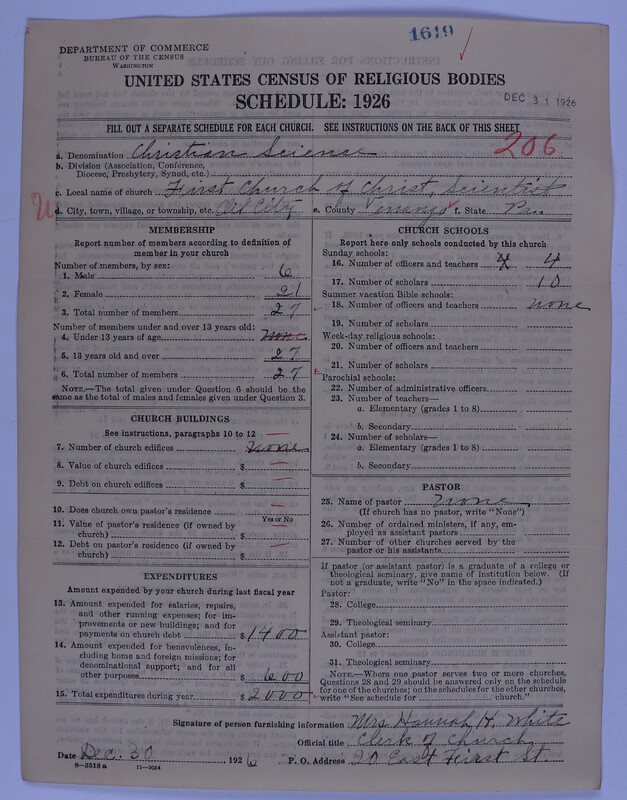 1619
DEPARTMENT OF COMMERCE
BUREAU OF THE CENSUS
WASHINGTON
UNITED STATES CENSUS OF RELIGIOUS BODIES
SCHEDULE: 1926
DEC 31 1926
FILL OUT A SEPARATE SCHEDULE FOR EACH CHURCH. SEE INSTRUCTIONS ON THE BACK OF THIS SHEET
206
a. Denomination Christian Science
b. Division (Association, Conference,
Diocese, Presbytery, Synod, etc.)
c. Local name of church First Church of Christ, Scientist
d. City, town, village, or township, etc. Oil City e. County Venango f. State Pa.
MEMBERSHIP
Report number of members according to definition of
member in your church
Number of members, by sex:
1. Male 6
2. Female 21
3. Total number of members 27
Number of members under and over 13 years old:
4. Under 13 years of age none
5. 13 years old and over 27
6. Total number of members 27
NOTE.—The total given under Question 6 should be the
same as the total of males and females given under Question 3.
CHURCH BUILDINGS
See instructions, paragraphs 10 to 12
7. Number of church edifices none
8. Value of church edifices $ —
9. Debt on church edifices $ —
10. Does church own pastor's residence —
Yes or No
11. Value of pastor's residence (if owned by
church) $ —
12. Debt on pastor's residence (if owned by
church) $ —
EXPENDITURES
Amount expended by your church during last fiscal year
13. Amount expended for salaries, repairs,
and other running expenses; for im-
provements or new buildings; and for
payments on church debt $ 1400
14. Amount expended for benevolences, in-
cluding home and foreign missions; for
denominational support; and for all
other purposes $ 600
15. Total expenditures during year $ 2000
CHURCH SCHOOLS
Report here only schools conducted by this church
Sunday schools:
16. Number of officers and teachers 4 4
17. Number of scholars 10
Summer vacation Bible schools:
18. Number of officers and teachers none
19. Number of scholars
Week-day religious schools:
20. Number of officers and teachers
21. Number of scholars
Parochial schools:
22. Number of administrative officers
23. Number of teachers—
a. Elementary (grades 1 to 8)
b. Secondary
24. Number of scholars—
a. Elementary (grades 1 to 8)
b. Secondary
PASTOR
25. Name of pastor none
(If church has no pastor, write "None")
26. Number of ordained ministers, if any, em-
ployed as assistant pastors
27. Number of other churches served by the
pastor or his assistants
If pastor (or assistant pastor) is a graduate of a college or
theological seminary, give name of institution below. (If
not a graduate, write "No" in the space indicated.)
Pastor:
28. College
29. Theological seminary
Assistant pastor:
30. College
31. Theological seminary
NOTE.—Where one pastor serves two or more churches,
Questions 28 and 29 should be answered only on the schedule
for one of the churches; on the schedules for the other churches,
write "See schedule for church."
Signature of person furnishing information Mrs Hannah H. White
Official title Clerk of Church
Date Dec. 30, 1926 P. O. Address 20 East First St.
8—5518 a 11—9054